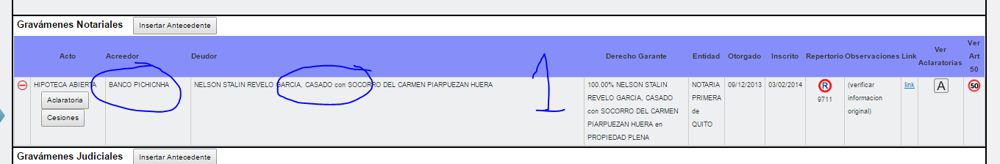 Gravámenes Notariales Insertar Antecedente
Acto Acreedor Deudor Derecho Garante Entidad Otorgado Inscrito Repertorio Observaciones Link Ver Aclaratorias Ver Art 50
HIPOTECA ABIERTA BANCO PICHICNHA NELSON STALIN REVELO GARCIA, CASADO con SOCORRO DEL CARMEN PIARPUEZAN HUERA 1 100.00% NELSON STALIN NOTARIA 09/12/2013 03/02/2014 R (verificar link A 50
Aclaratoria REVELO GARCIA, CASADO PRIMERA 9711 informacion
con SOCORRO DEL CARMEN de original)
Cesiones PIARPUEZAN HUERA en QUITO
PROPIEDAD PLENA
Gravámenes Judiciales Insertar Antecedente